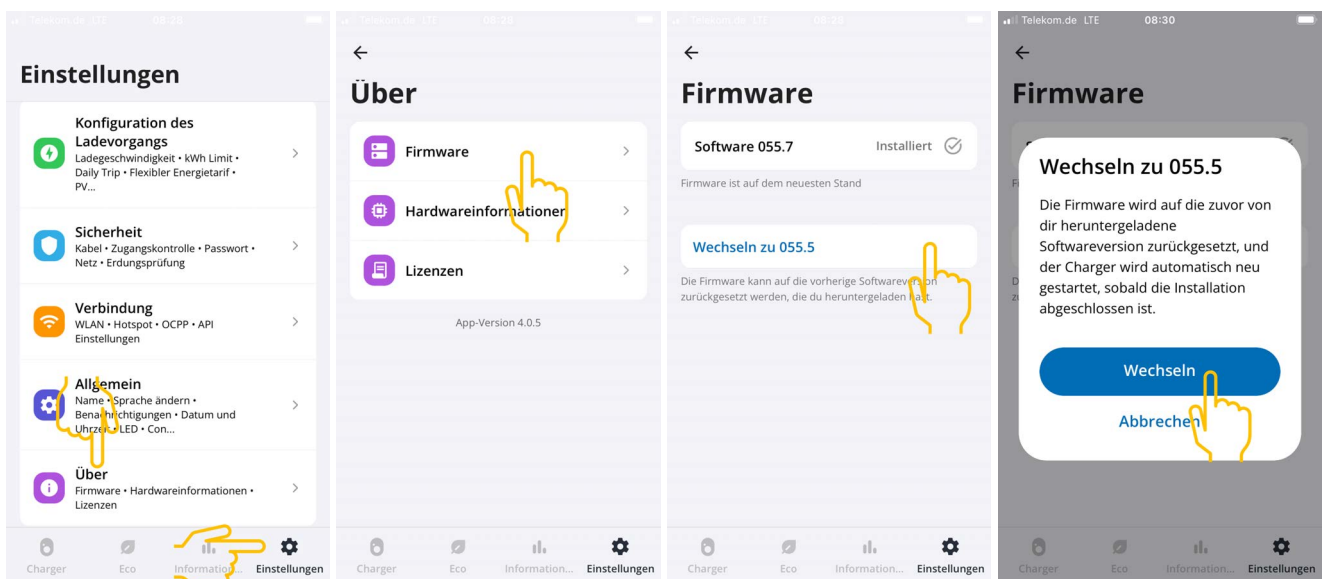 Telekom.de LTE 08:28
Einstellungen
Konfiguration des
Ladevorgangs
Ladegeschwindigkeit • kWh Limit •
Daily Trip • Flexibler Energietarif •
PV...
Sicherheit
Kabel • Zugangskontrolle • Passwort •
Netz • Erdungsprüfung
Verbindung
WLAN • Hotspot • OCPP • API
Einstellungen
Allgemein
Name • Sprache ändern •
Benachrichtigungen • Datum und
Uhrzeit • LED • Con...
Über
Firmware • Hardwareinformationen •
Lizenzen
Charger Eco Information... Einstellungen
Telekom.de LTE 08:29
Über
Firmware
Hardwareinformationen
Lizenzen
App-Version 4.0.5
Charger Eco Information... Einstellungen
Telekom.de LTE 08:29
Firmware
Software 055.7 Installiert
Firmware ist auf dem neuesten Stand
Wechseln zu 055.5
Die Firmware kann auf die vorherige Softwareversion
zurückgesetzt werden, die du heruntergeladen hast.
Charger Eco Information... Einstellungen
Telekom.de LTE 08:30
Firmware
Wechseln zu 055.5
Die Firmware wird auf die zuvor von
dir heruntergeladene
Softwareversion zurückgesetzt, und
der Charger wird automatisch neu
gestartet, sobald die Installation
abgeschlossen ist.
Wechseln
Abbrechen
Charger Eco Information... Einstellungen